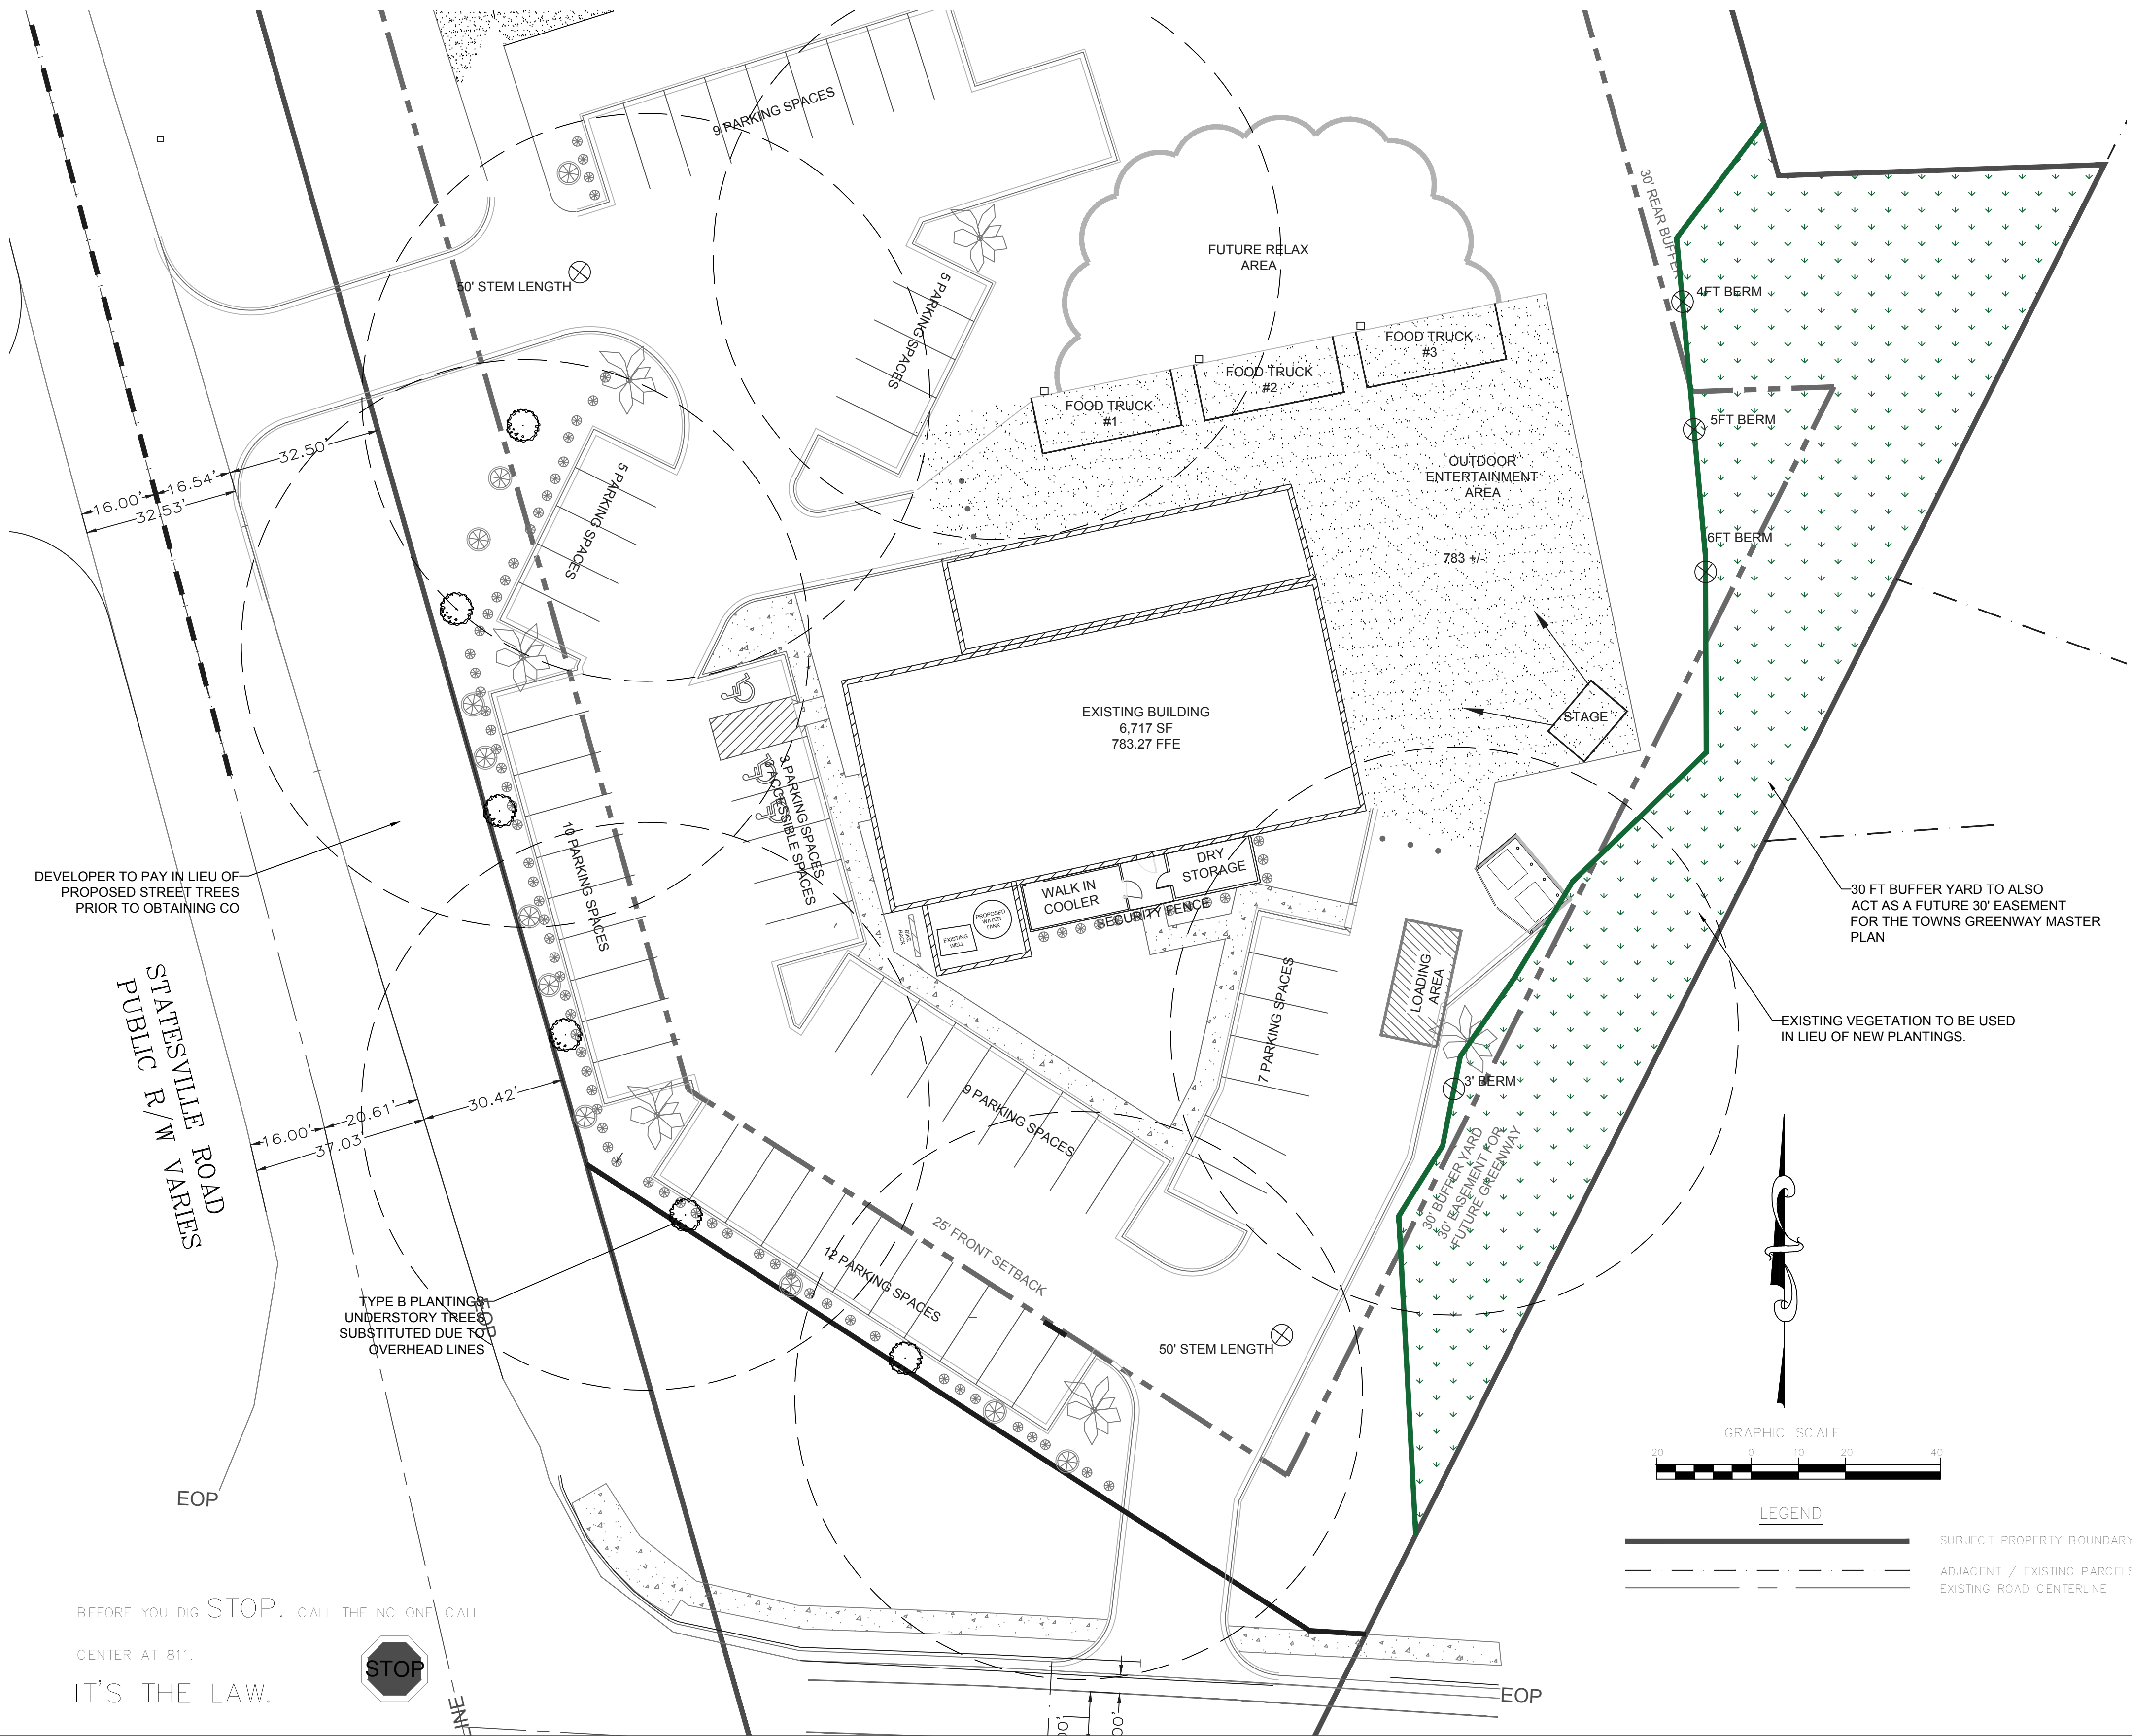 9 PARKING SPACES
30' REAR BUFFER
FUTURE RELAX
AREA
50' STEM LENGTH
4FT BERM
5 PARKING SPACES
FOOD TRUCK
#3
FOOD TRUCK
#2
FOOD TRUCK
#1
5FT BERM
32.50'
16.54'
16.00'
32.53'
5 PARKING SPACES
OUTDOOR
ENTERTAINMENT
AREA
6FT BERM
783 +/-
EXISTING BUILDING
6,717 SF
783.27 FFE
STAGE
3 PARKING SPACES
3 ACCESSIBLE SPACES
10 PARKING SPACES
DEVELOPER TO PAY IN LIEU OF
PROPOSED STREET TREES
PRIOR TO OBTAINING CO
WALK IN
COOLER
DRY
STORAGE
SECURITY FENCE
PROPOSED
WATER
TANK
EXISTING
WELL
BIKE
RACK
30 FT BUFFER YARD TO ALSO
ACT AS A FUTURE 30' EASEMENT
FOR THE TOWNS GREENWAY MASTER
PLAN
LOADING
AREA
7 PARKING SPACES
EXISTING VEGETATION TO BE USED
IN LIEU OF NEW PLANTINGS.
STATESVILLE ROAD
PUBLIC R/W VARIES
3' BERM
9 PARKING SPACES
30.42'
20.61'
16.00'
37.03'
30' BUFFER YARD
30' EASEMENT FOR
FUTURE GREENWAY
25' FRONT SETBACK
12 PARKING SPACES
TYPE B PLANTINGS
UNDERSTORY TREES
SUBSTITUTED DUE TO
OVERHEAD LINES
EOP
50' STEM LENGTH
GRAPHIC SCALE
20 0 10 20 40
EOP
LEGEND
SUBJECT PROPERTY BOUNDARY
ADJACENT / EXISTING PARCELS
EXISTING ROAD CENTERLINE
BEFORE YOU DIG STOP. CALL THE NC ONE-CALL
CENTER AT 811.
IT'S THE LAW.
STOP
EOP